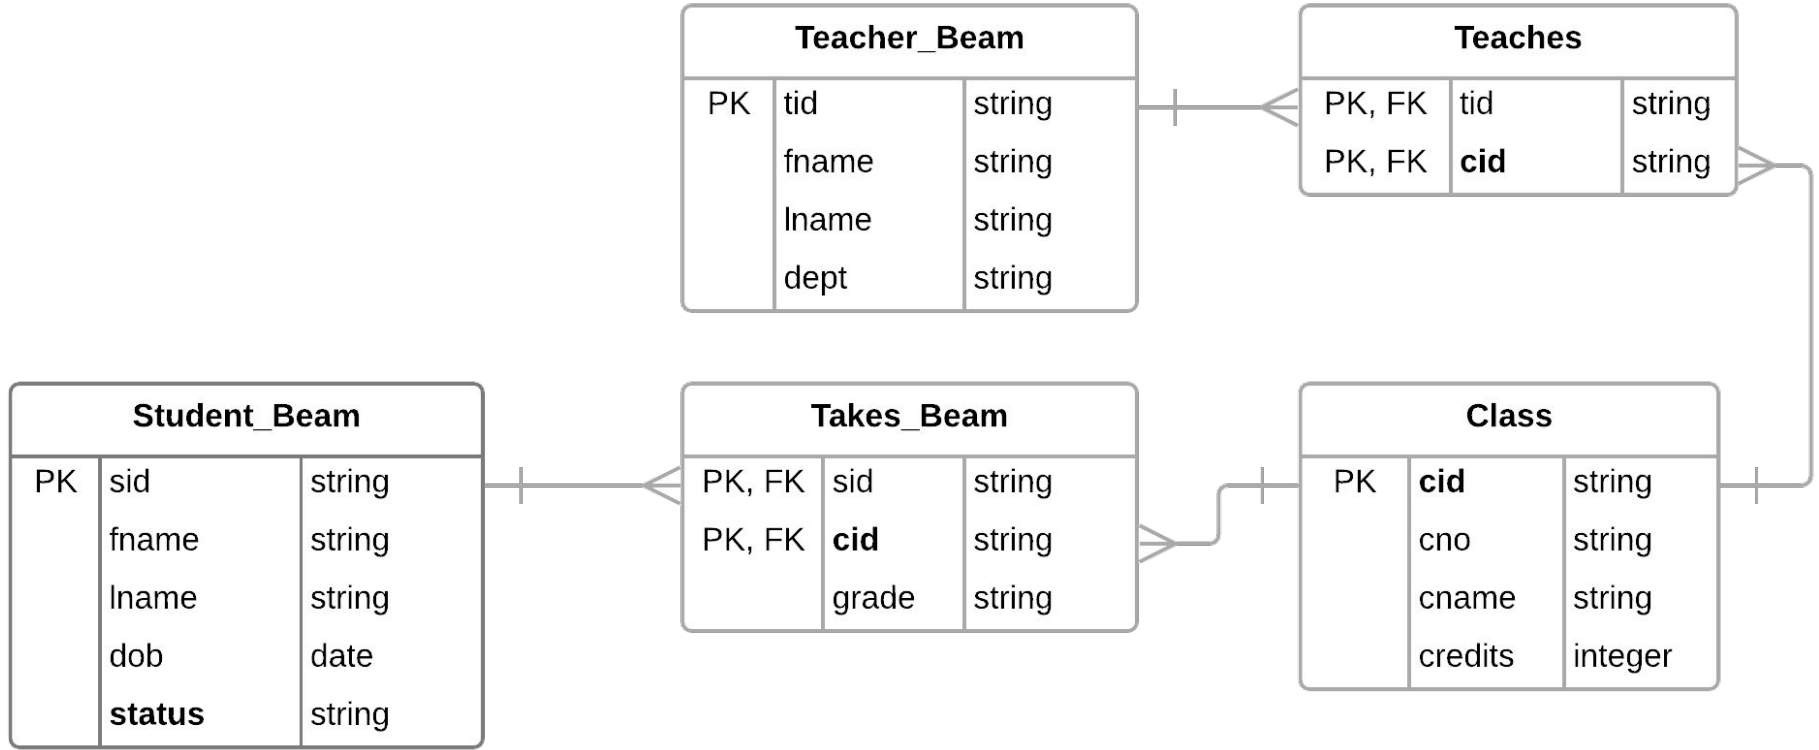 Teacher_Beam
PK tid string
fname string
lname string
dept string
Teaches
PK, FK tid string
PK, FK cid string
Student_Beam
PK sid string
fname string
lname string
dob date
status string
Takes_Beam
PK, FK sid string
PK, FK cid string
grade string
Class
PK cid string
cno string
cname string
credits integer